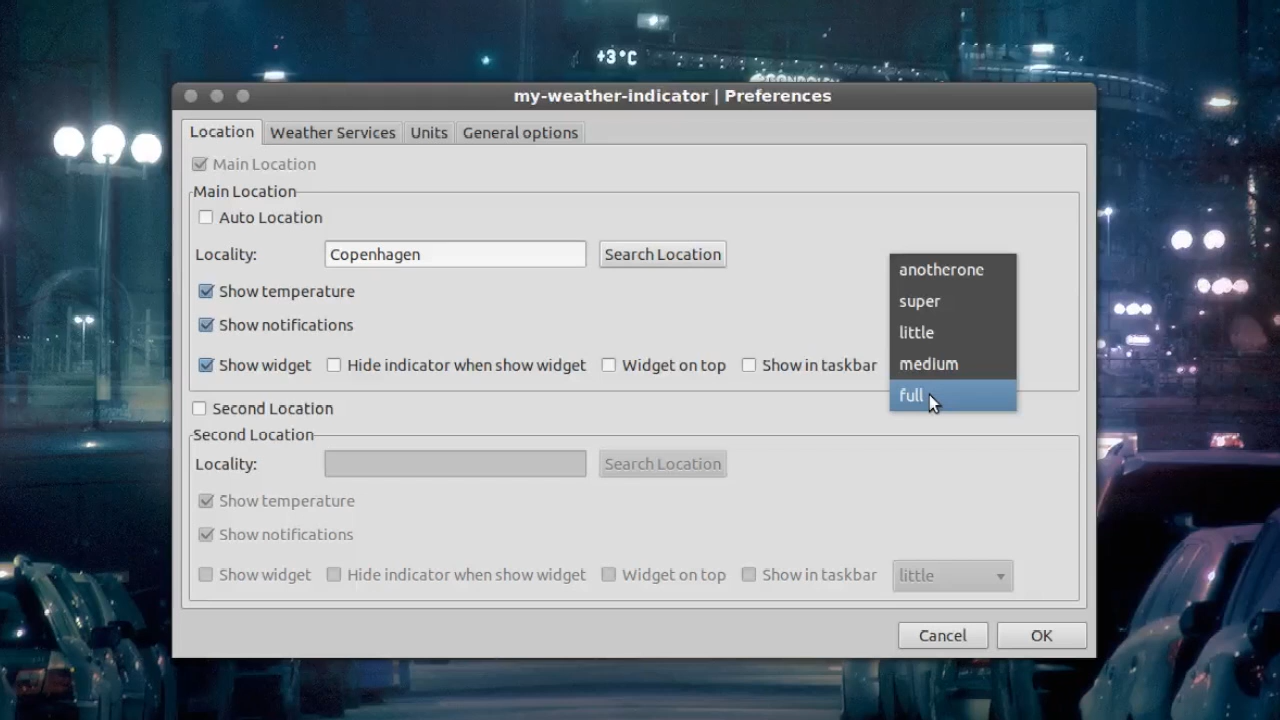 +3°C
my-weather-indicator | Preferences
Location Weather Services Units General options
Main Location
Main Location
Auto Location
Locality: Copenhagen Search Location
anotherone
Show temperature
super
Show notifications
little
Show widget Hide indicator when show widget Widget on top Show in taskbar
medium
full
Second Location
Second Location
Locality: Search Location
Show temperature
Show notifications
Show widget Hide indicator when show widget Widget on top Show in taskbar little
Cancel OK